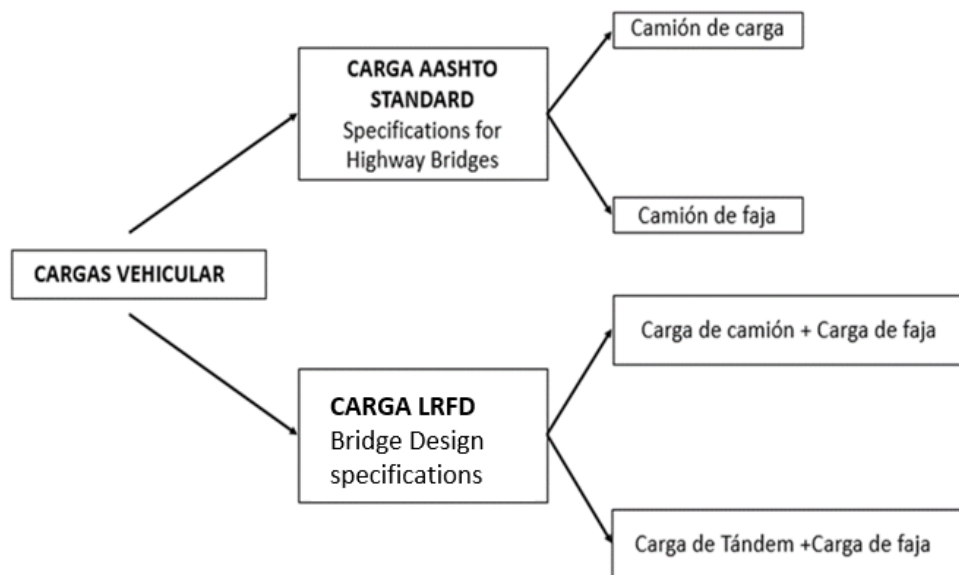 CARGAS VEHICULAR
CARGA AASHTO
STANDARD
Specifications for
Highway Bridges
Camión de carga
Camión de faja
CARGA LRFD
Bridge Design
specifications
Carga de camión + Carga de faja
Carga de Tándem +Carga de faja